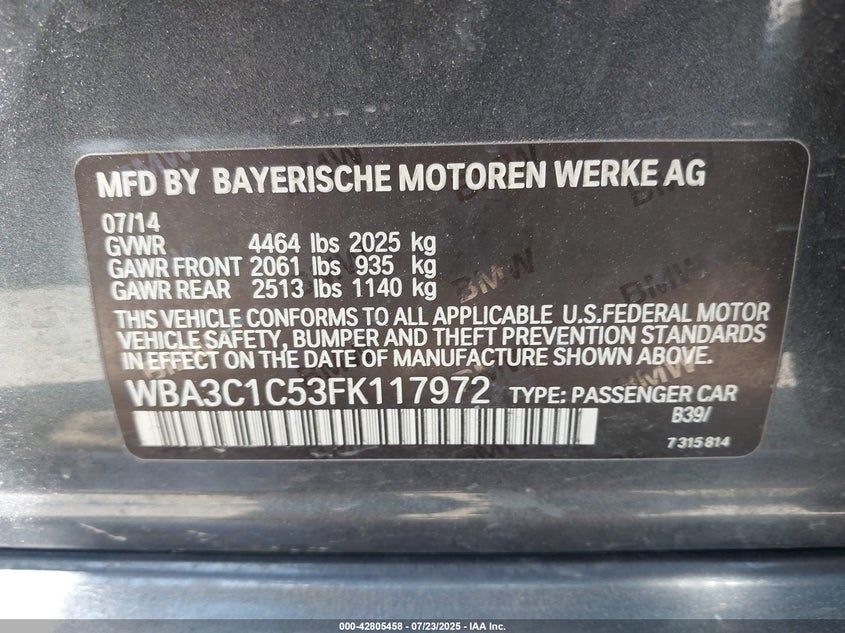 MFD BY BAYERISCHE MOTOREN WERKE AG
07/14
GVWR 4464 lbs 2025 kg
GAWR FRONT 2061 lbs 935 kg
GAWR REAR 2513 lbs 1140 kg
THIS VEHICLE CONFORMS TO ALL APPLICABLE U.S.FEDERAL MOTOR
VEHICLE SAFETY, BUMPER AND THEFT PREVENTION STANDARDS
IN EFFECT ON THE DATE OF MANUFACTURE SHOWN ABOVE.
WBA3C1C53FK117972 TYPE: PASSENGER CAR
B39/
7 315 814
000-42805458 - 07/23/2025 - IAA Inc.